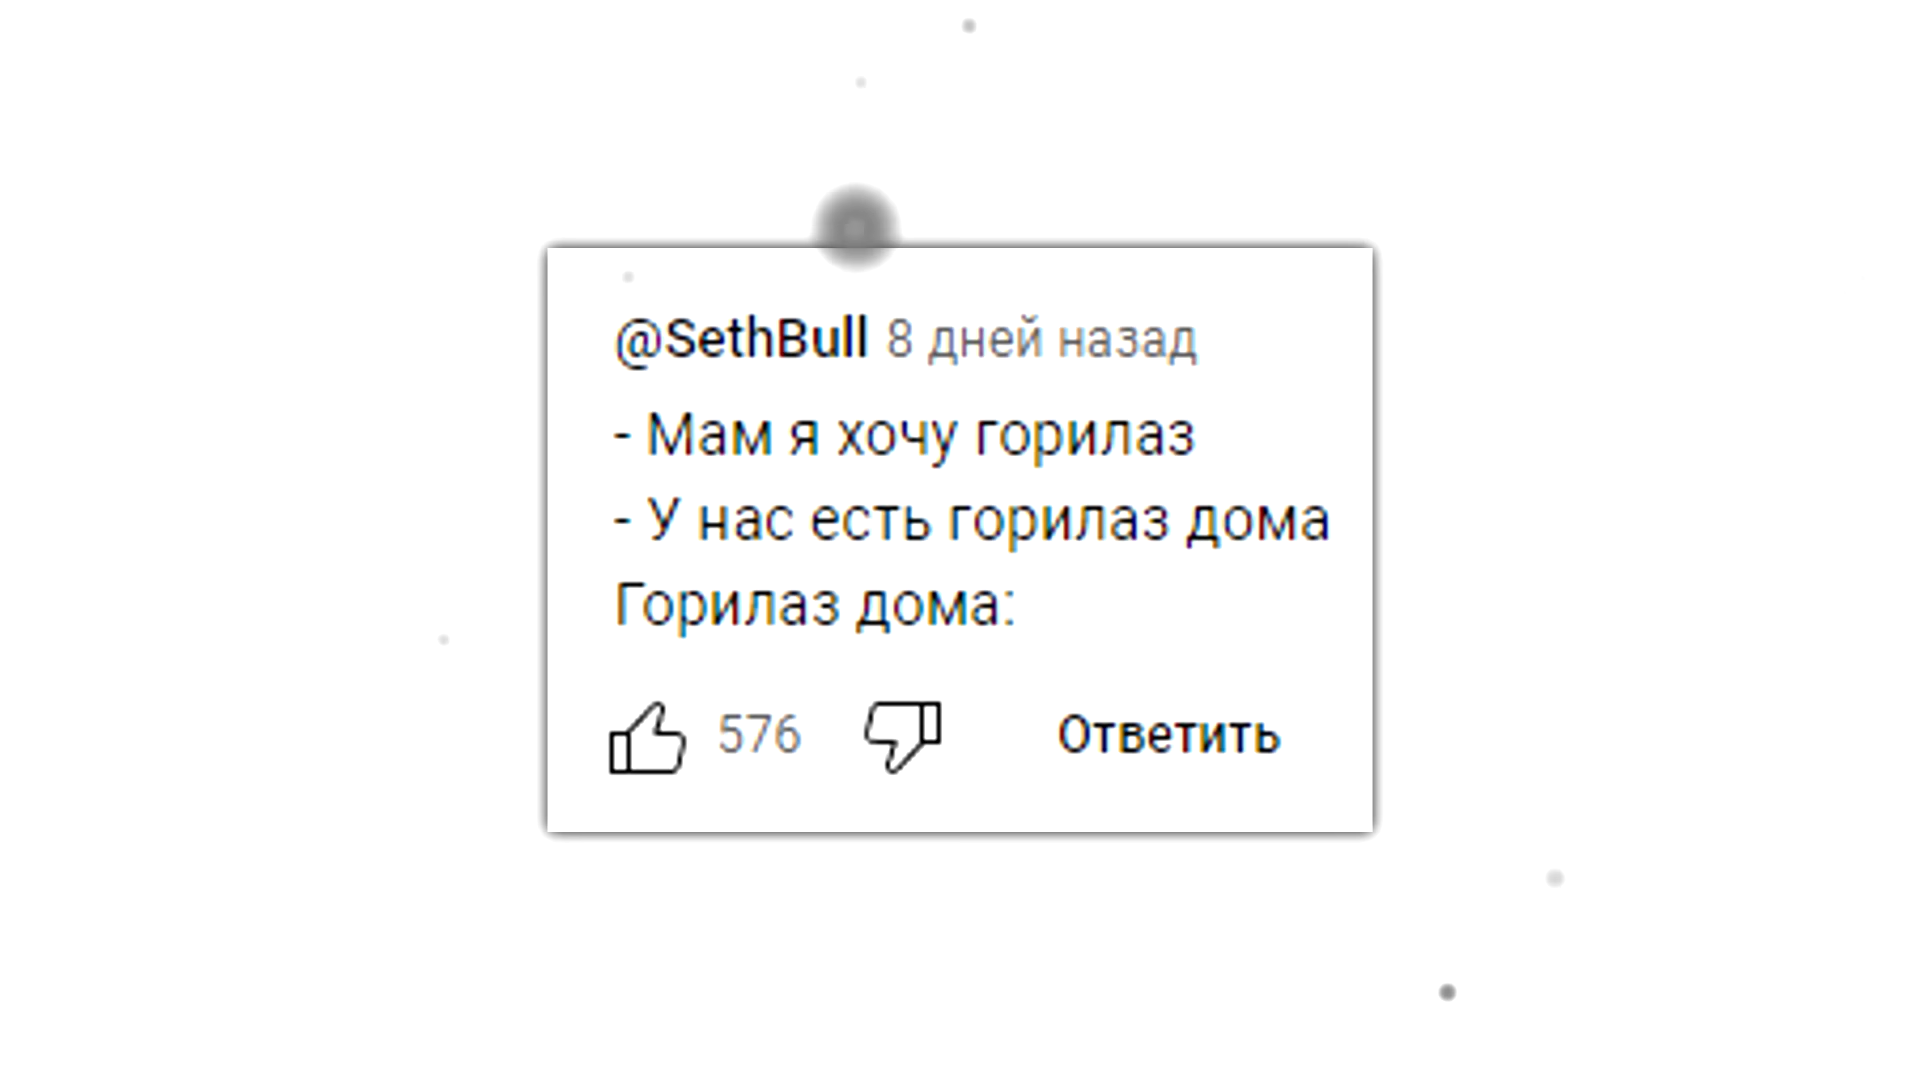 @SethBull 8 дней назад
- Мам я хочу горилаз
- У нас есть горилаз дома
Горилаз дома:
576 Ответить